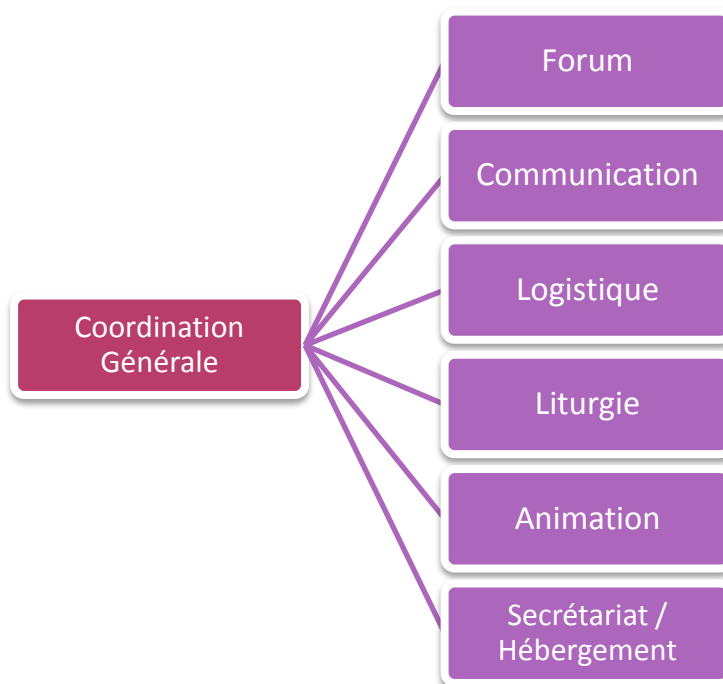 Forum
Communication
Logistique
Coordination
Générale
Liturgie
Animation
Secrétariat /
Hébergement